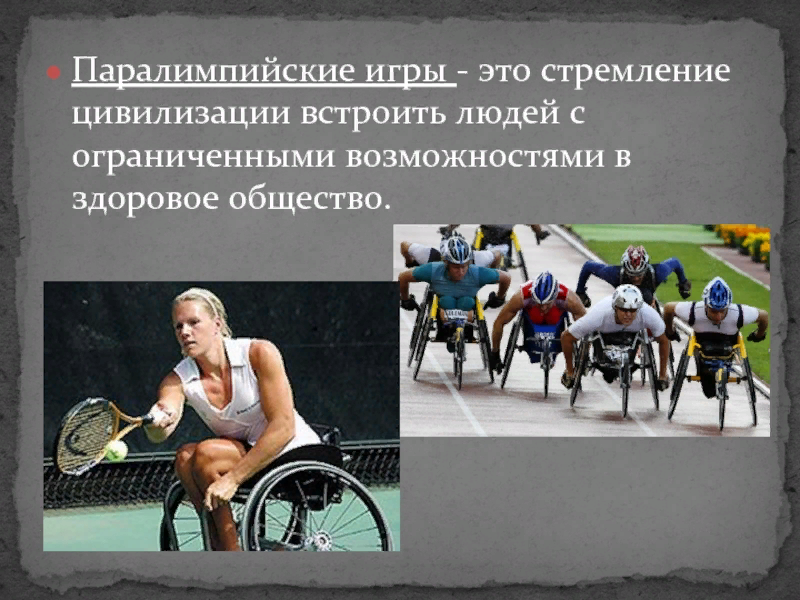 Паралимпийские игры - это стремление
цивилизации встроить людей с
ограниченными возможностями в
здоровое общество.